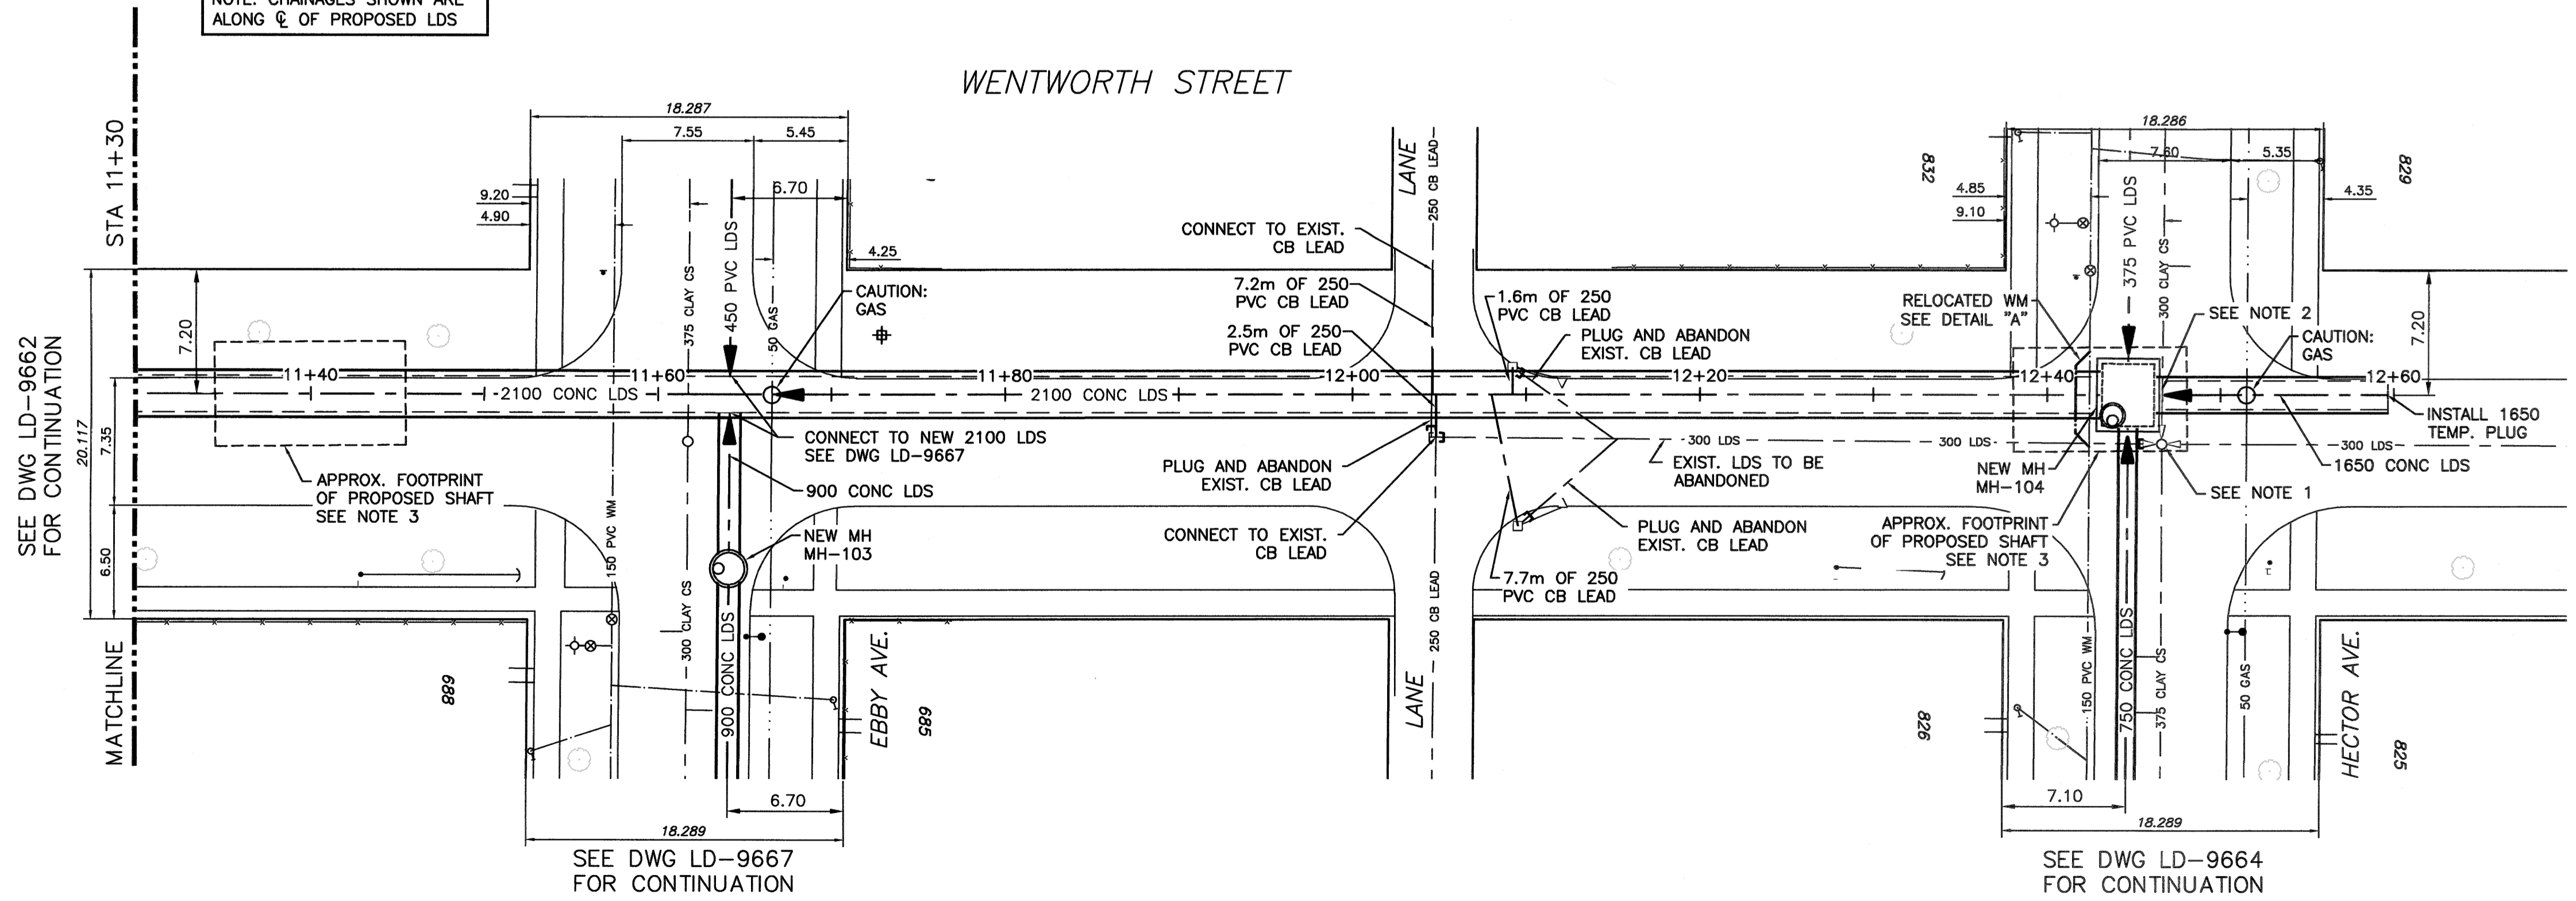 NOTE: CHAINAGES SHOWN ARE
ALONG ℄ OF PROPOSED LDS
WENTWORTH STREET
STA 11+30
MATCHLINE
SEE DWG LD-9662
FOR CONTINUATION
20.117
7.20
7.35
6.50
18.287
7.55
5.45
6.70
9.20
4.90
4.25
375 CLAY CS
450 PVC LDS
50 GAS
CAUTION:
GAS
11+40
11+60
11+80
12+00
12+20
12+40
12+60
2100 CONC LDS
2100 CONC LDS
APPROX. FOOTPRINT
OF PROPOSED SHAFT
SEE NOTE 3
CONNECT TO NEW 2100 LDS
SEE DWG LD-9667
900 CONC LDS
NEW MH
MH-103
150 PVC WM
300 CLAY CS
900 CONC LDS
688
EBBY AVE.
685
6.70
18.289
SEE DWG LD-9667
FOR CONTINUATION
LANE
250 CB LEAD
CONNECT TO EXIST.
CB LEAD
7.2m OF 250
PVC CB LEAD
2.5m OF 250
PVC CB LEAD
1.6m OF 250
PVC CB LEAD
PLUG AND ABANDON
EXIST. CB LEAD
PLUG AND ABANDON
EXIST. CB LEAD
CONNECT TO EXIST.
CB LEAD
300 LDS
300 LDS
300 LDS
EXIST. LDS TO BE
ABANDONED
PLUG AND ABANDON
EXIST. CB LEAD
7.7m OF 250
PVC CB LEAD
LANE
250 CB LEAD
832
829
18.286
7.60
5.35
4.85
9.10
4.35
375 PVC LDS
300 CLAY CS
RELOCATED WM
SEE DETAIL "A"
SEE NOTE 2
CAUTION:
GAS
7.20
INSTALL 1650
TEMP. PLUG
1650 CONC LDS
SEE NOTE 1
NEW MH
MH-104
APPROX. FOOTPRINT
OF PROPOSED SHAFT
SEE NOTE 3
150 PVC WM
750 CONC LDS
375 CLAY CS
50 GAS
826
HECTOR AVE.
825
7.10
18.289
SEE DWG LD-9664
FOR CONTINUATION